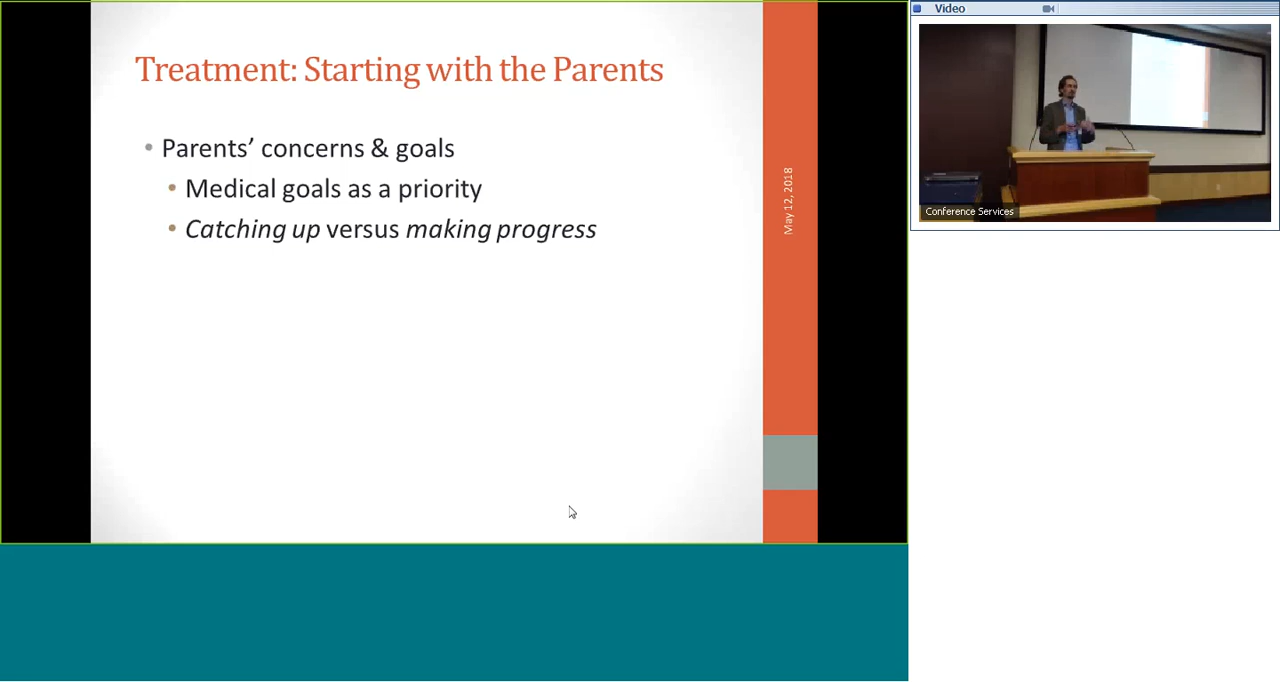 Treatment: Starting with the Parents
• Parents’ concerns & goals
• Medical goals as a priority
• Catching up versus making progress
May 12, 2018
Video
Conference Services